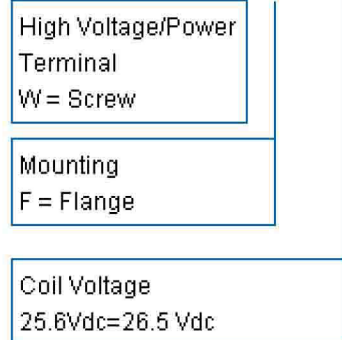 High Voltage/Power
Terminal
W = Screw
Mounting
F = Flange
Coil Voltage
25.6Vdc=26.5 Vdc